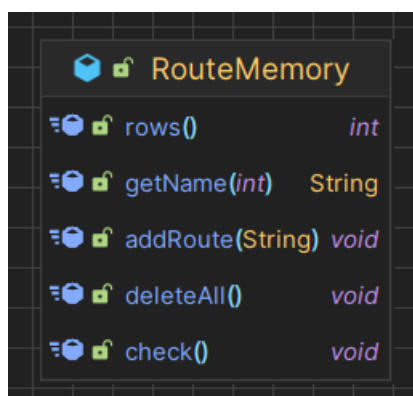 RouteMemory
rows() int
getName(int) String
addRoute(String) void
deleteAll() void
check() void